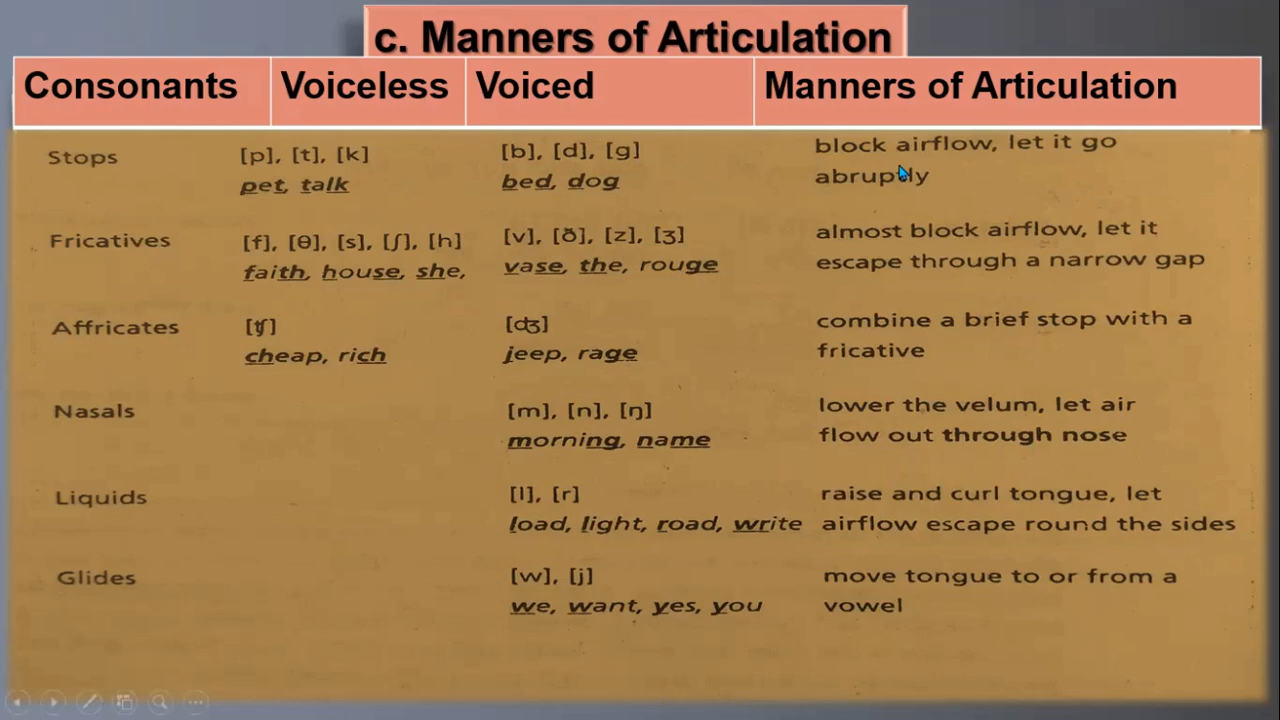 c. Manners of Articulation
Consonants Voiceless Voiced Manners of Articulation
Stops [p], [t], [k] [b], [d], [g] block airflow, let it go
pet, talk bed, dog abruptly
Fricatives [f], [θ], [s], [ʃ], [h] [v], [ð], [z], [ʒ] almost block airflow, let it
faith, house, she, vase, the, rouge escape through a narrow gap
Affricates [ʧ] [ʤ] combine a brief stop with a
cheap, rich jeep, rage fricative
Nasals [m], [n], [ŋ] lower the velum, let air
morning, name flow out through nose
Liquids [l], [r] raise and curl tongue, let
load, light, road, write airflow escape round the sides
Glides [w], [j] move tongue to or from a
we, want, yes, you vowel